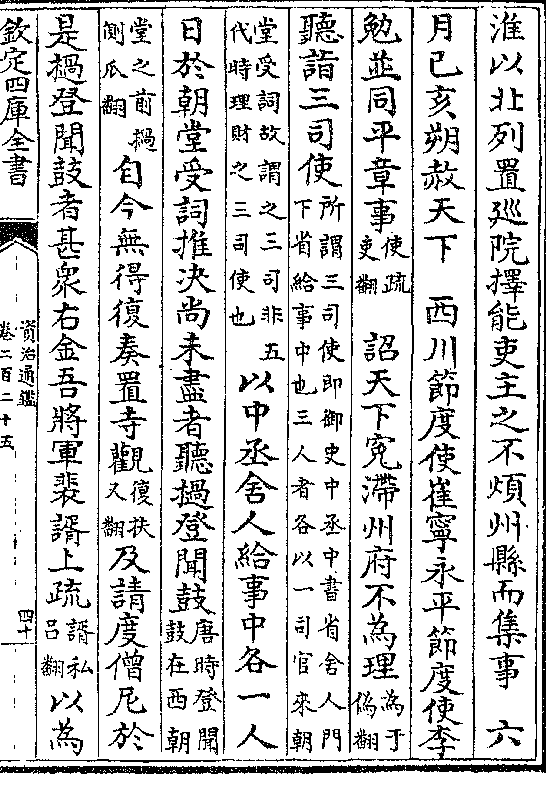 淮以北列置廵院擇能吏主之不煩州縣而集事　六
月己亥朔赦天下　西川節度使崔寧永平節度使李
勉並同平章事使疏吏翻　詔天下寃滯州府不為理為于偽翻
聽詣三司使所謂三司使即御史中丞中書省舍人門下省給事中也三人者各以一司官來朝
堂受詞故謂之三司非五代時理財之三司使也　以中丞舍人給事中各一人
日於朝堂受詞推决尚未盡者聽撾登聞鼓唐時登聞鼓在西朝
堂之前撾側瓜翻　自今無得復奏置寺觀復扶又翻及請度僧尼於
是撾登聞鼓者甚衆右金吾將軍裴諝上疏諝私吕翻以為
欽定四庫全書
資治通鑑
卷二百二十五
四十